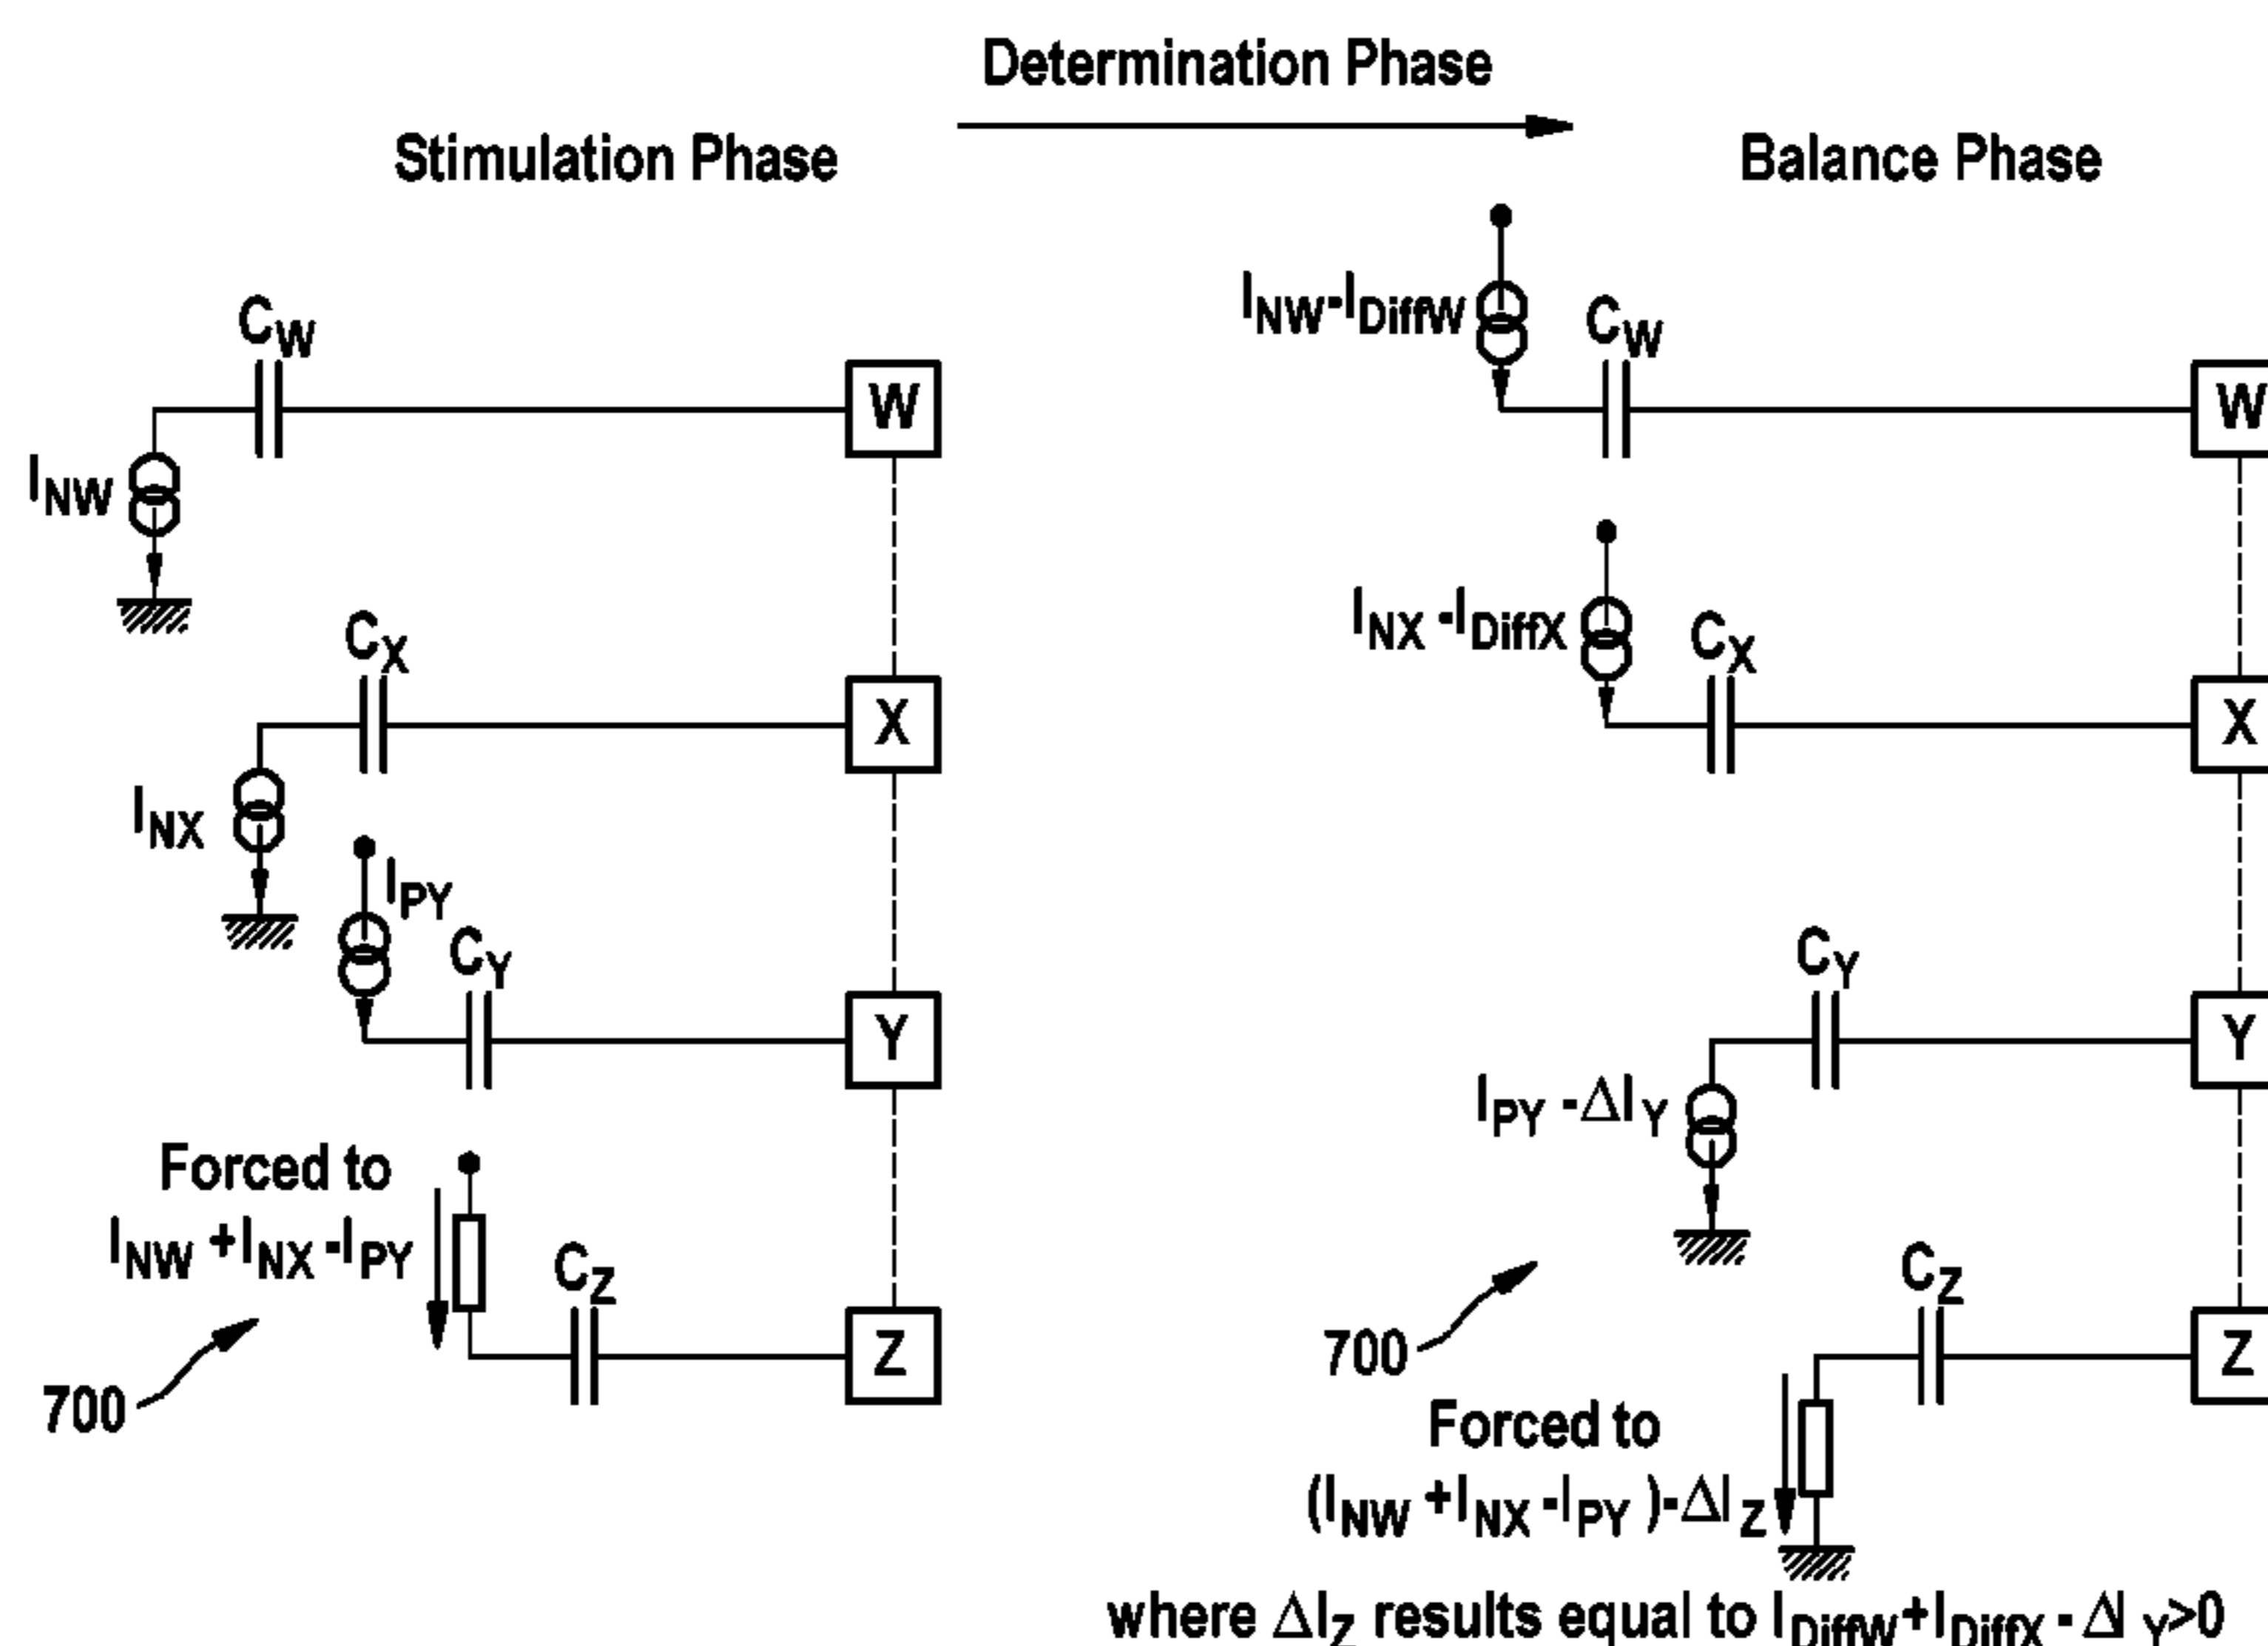 Determination Phase
Stimulation Phase
Balance Phase
C_W
W
I_NW
C_X
X
I_NX
I_PY
C_Y
Y
Forced to
I_NW +I_NX -I_PY
C_Z
Z
700
I_NW-I_DiffW
C_W
W
I_NX -I_DiffX
C_X
X
C_Y
Y
I_PY -ΔI_Y
C_Z
Z
700
Forced to
(I_NW +I_NX -I_PY )-ΔI_Z
where ΔI_Z results equal to I_DiffW+I_DiffX - ΔI_Y>0